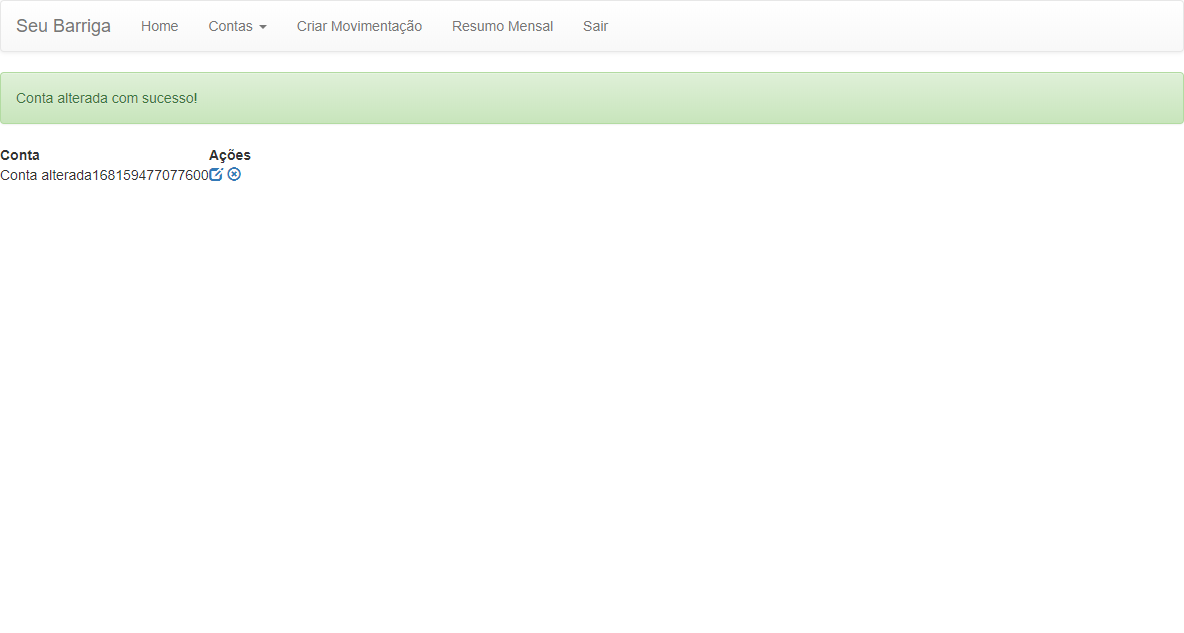 Seu Barriga Home Contas Criar Movimentação Resumo Mensal Sair
Conta alterada com sucesso!
Conta Ações
Conta alterada168159477077600